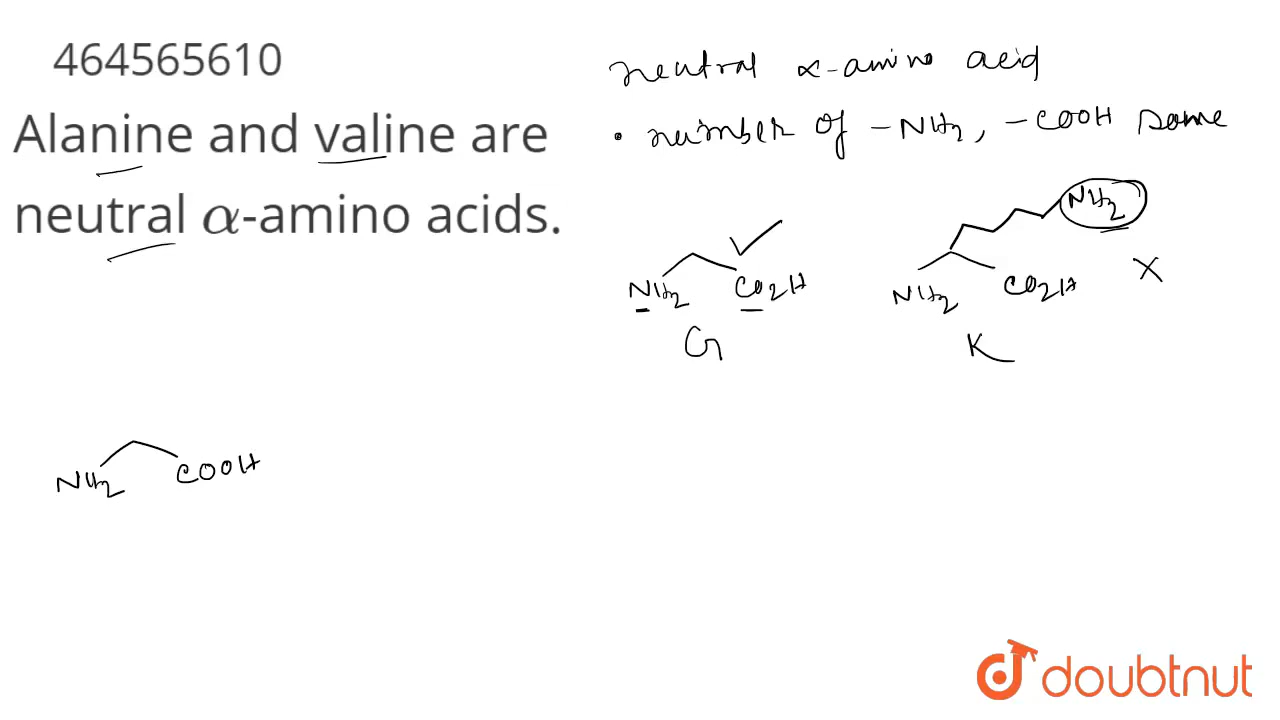 464565610
Alanine and valine are
neutral α-amino acids.
neutral α-amino acid
• number of -NH2, -COOH same
NH2 CO2H
G
NH2
NH2 CO2H X
K
NH2 COOH
doubtnut